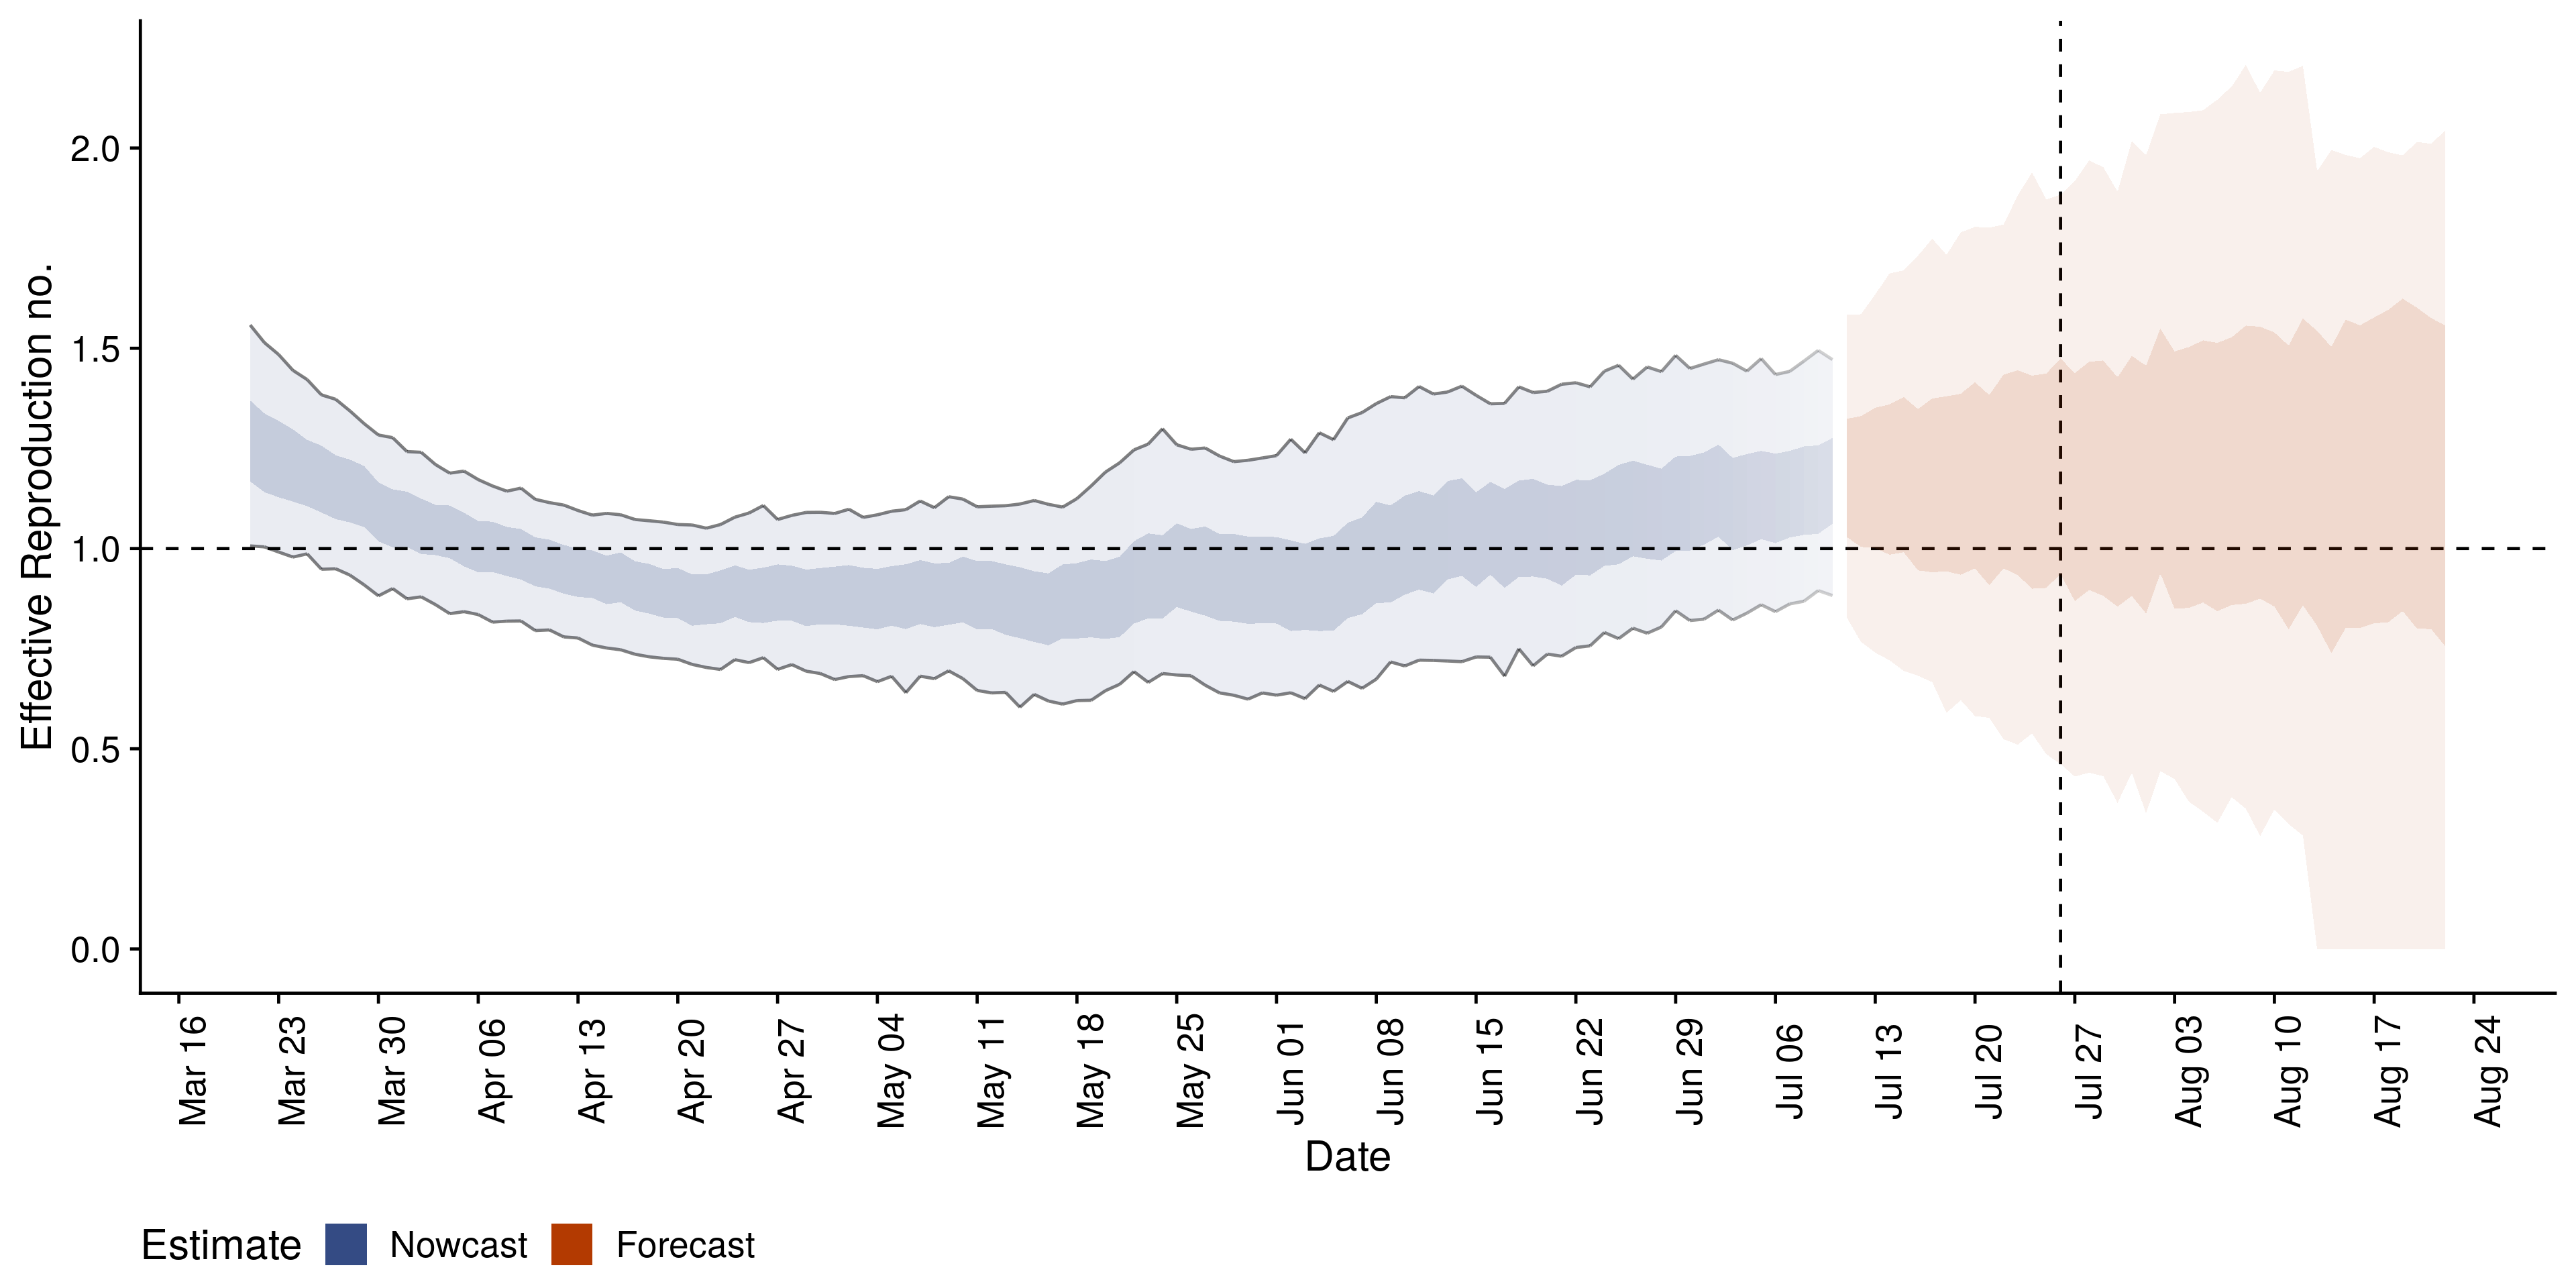 Effective Reproduction no.
2.0
1.5
1.0
0.5
0.0
Mar 16
Mar 23
Mar 30
Apr 06
Apr 13
Apr 20
Apr 27
May 04
May 11
May 18
May 25
Jun 01
Jun 08
Jun 15
Jun 22
Jun 29
Jul 06
Jul 13
Jul 20
Jul 27
Aug 03
Aug 10
Aug 17
Aug 24
Date
Estimate Nowcast Forecast